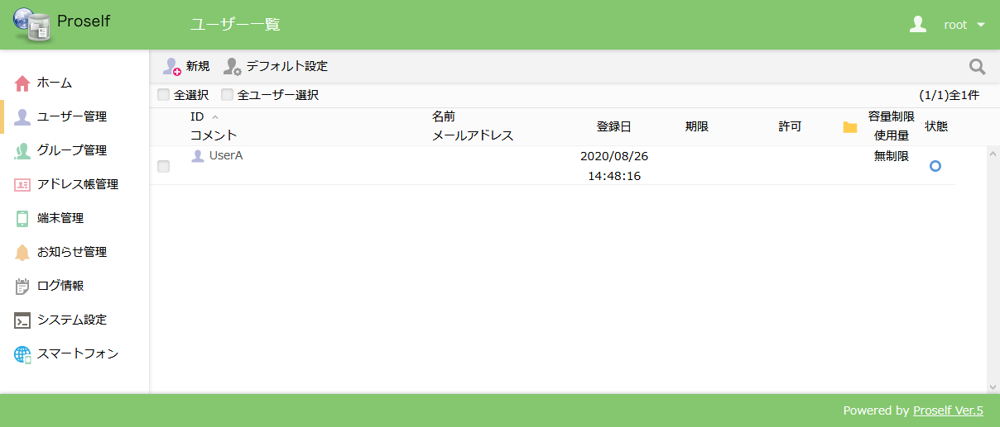 Proself
ユーザー一覧
root
ホーム
ユーザー管理
グループ管理
アドレス帳管理
端末管理
お知らせ管理
ログ情報
システム設定
スマートフォン
新規 デフォルト設定
全選択 全ユーザー選択 (1/1)全1件
ID 名前 登録日 期限 許可 容量制限 状態
コメント メールアドレス 使用量
UserA 2020/08/26 無制限
14:48:16
Powered by Proself Ver.5